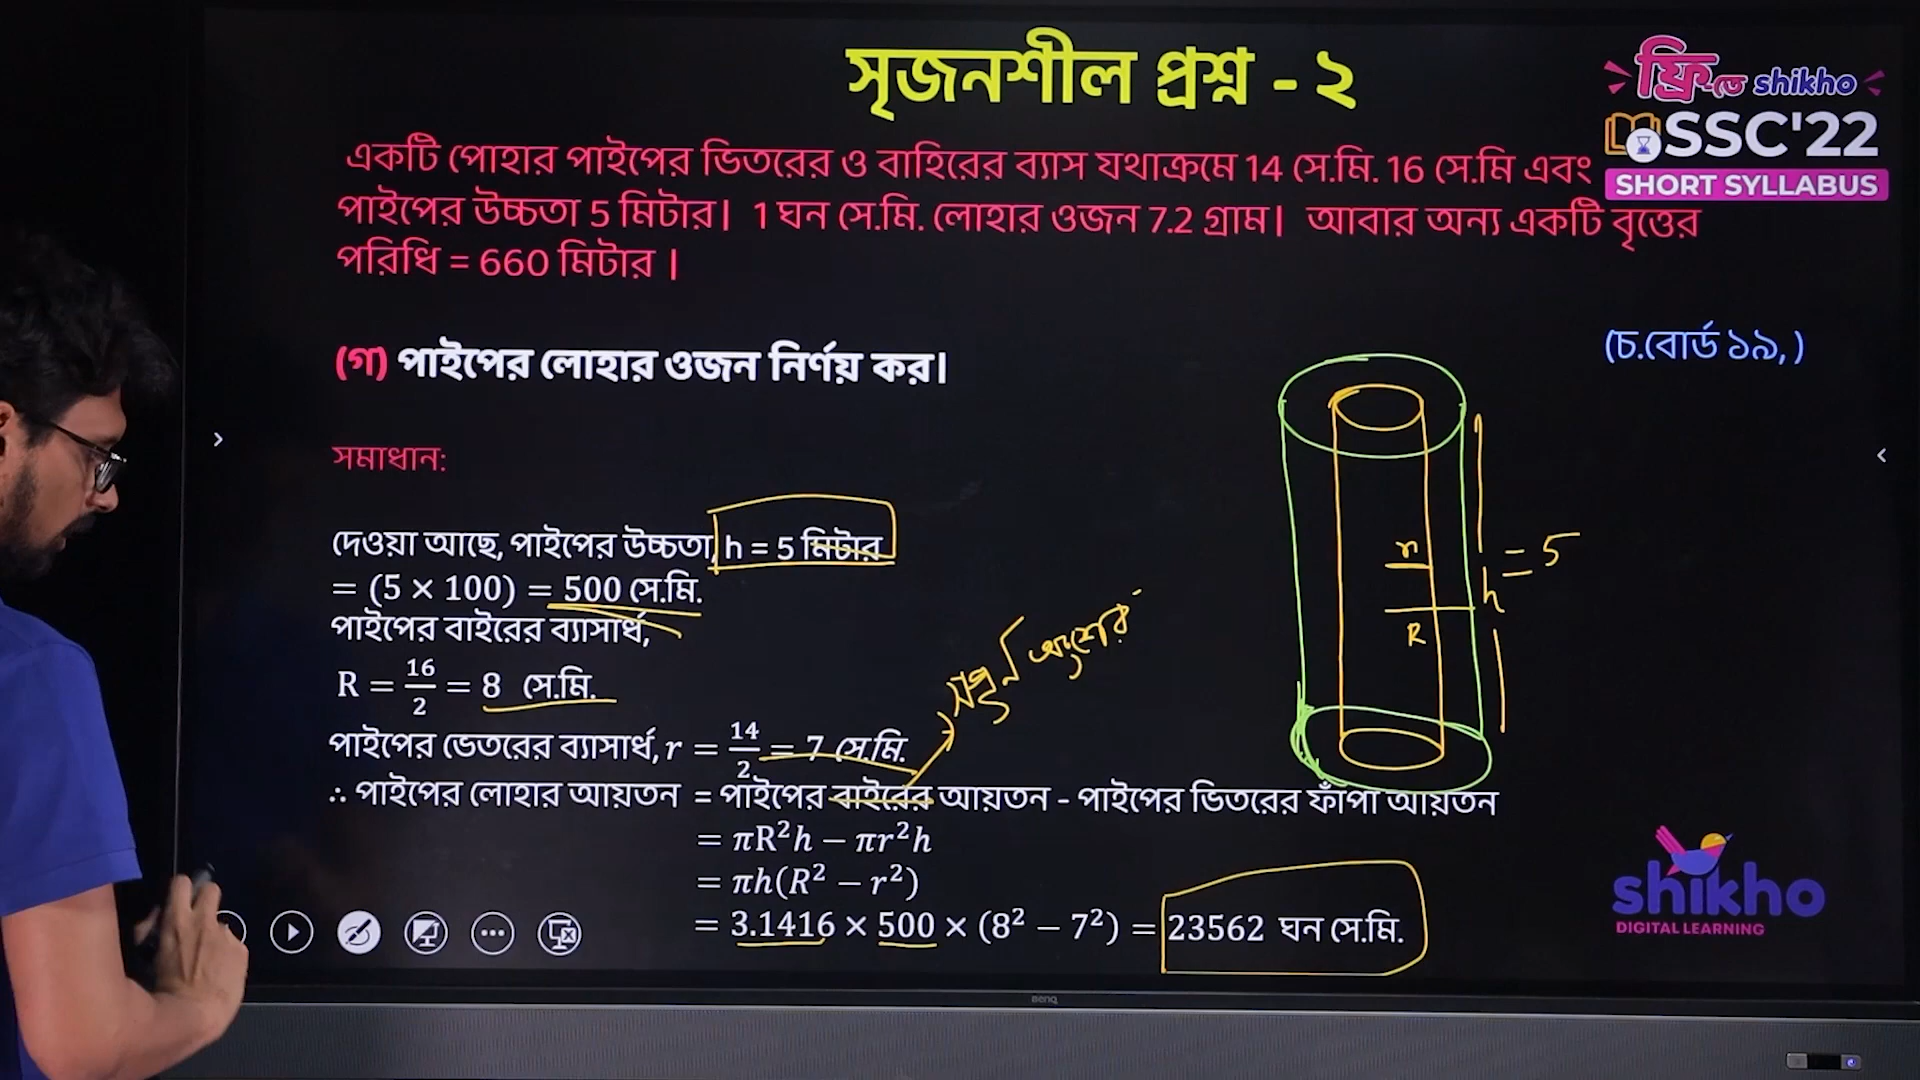 সৃজনশীল প্রশ্ন - ২
ফ্রিতে shikho
SSC'22
SHORT SYLLABUS
একটি পোহার পাইপের ভিতরের ও বাহিরের ব্যাস যথাক্রমে 14 সে.মি. 16 সে.মি এবং
পাইপের উচ্চতা 5 মিটার। 1 ঘন সে.মি. লোহার ওজন 7.2 গ্রাম। আবার অন্য একটি বৃত্তের
পরিধি = 660 মিটার ।
(চ.বোর্ড ১৯, )
(গ) পাইপের লোহার ওজন নির্ণয় কর।
সমাধান:
দেওয়া আছে, পাইপের উচ্চতা, h = 5 মিটার
= (5 × 100) = 500 সে.মি.
পাইপের বাইরের ব্যাসার্ধ,
R = 16/2 = 8 সে.মি.
পাইপের ভেতরের ব্যাসার্ধ, r = 14/2 = 7 সে.মি.
∴ পাইপের লোহার আয়তন = পাইপের বাইরের আয়তন - পাইপের ভিতরের ফাঁপা আয়তন
= πR²h − πr²h
= πh(R² − r²)
= 3.1416 × 500 × (8² − 7²) = 23562 ঘন সে.মি.
সম্পূর্ন অংশের
r
R
h = 5
shikho
DIGITAL LEARNING
BenQ